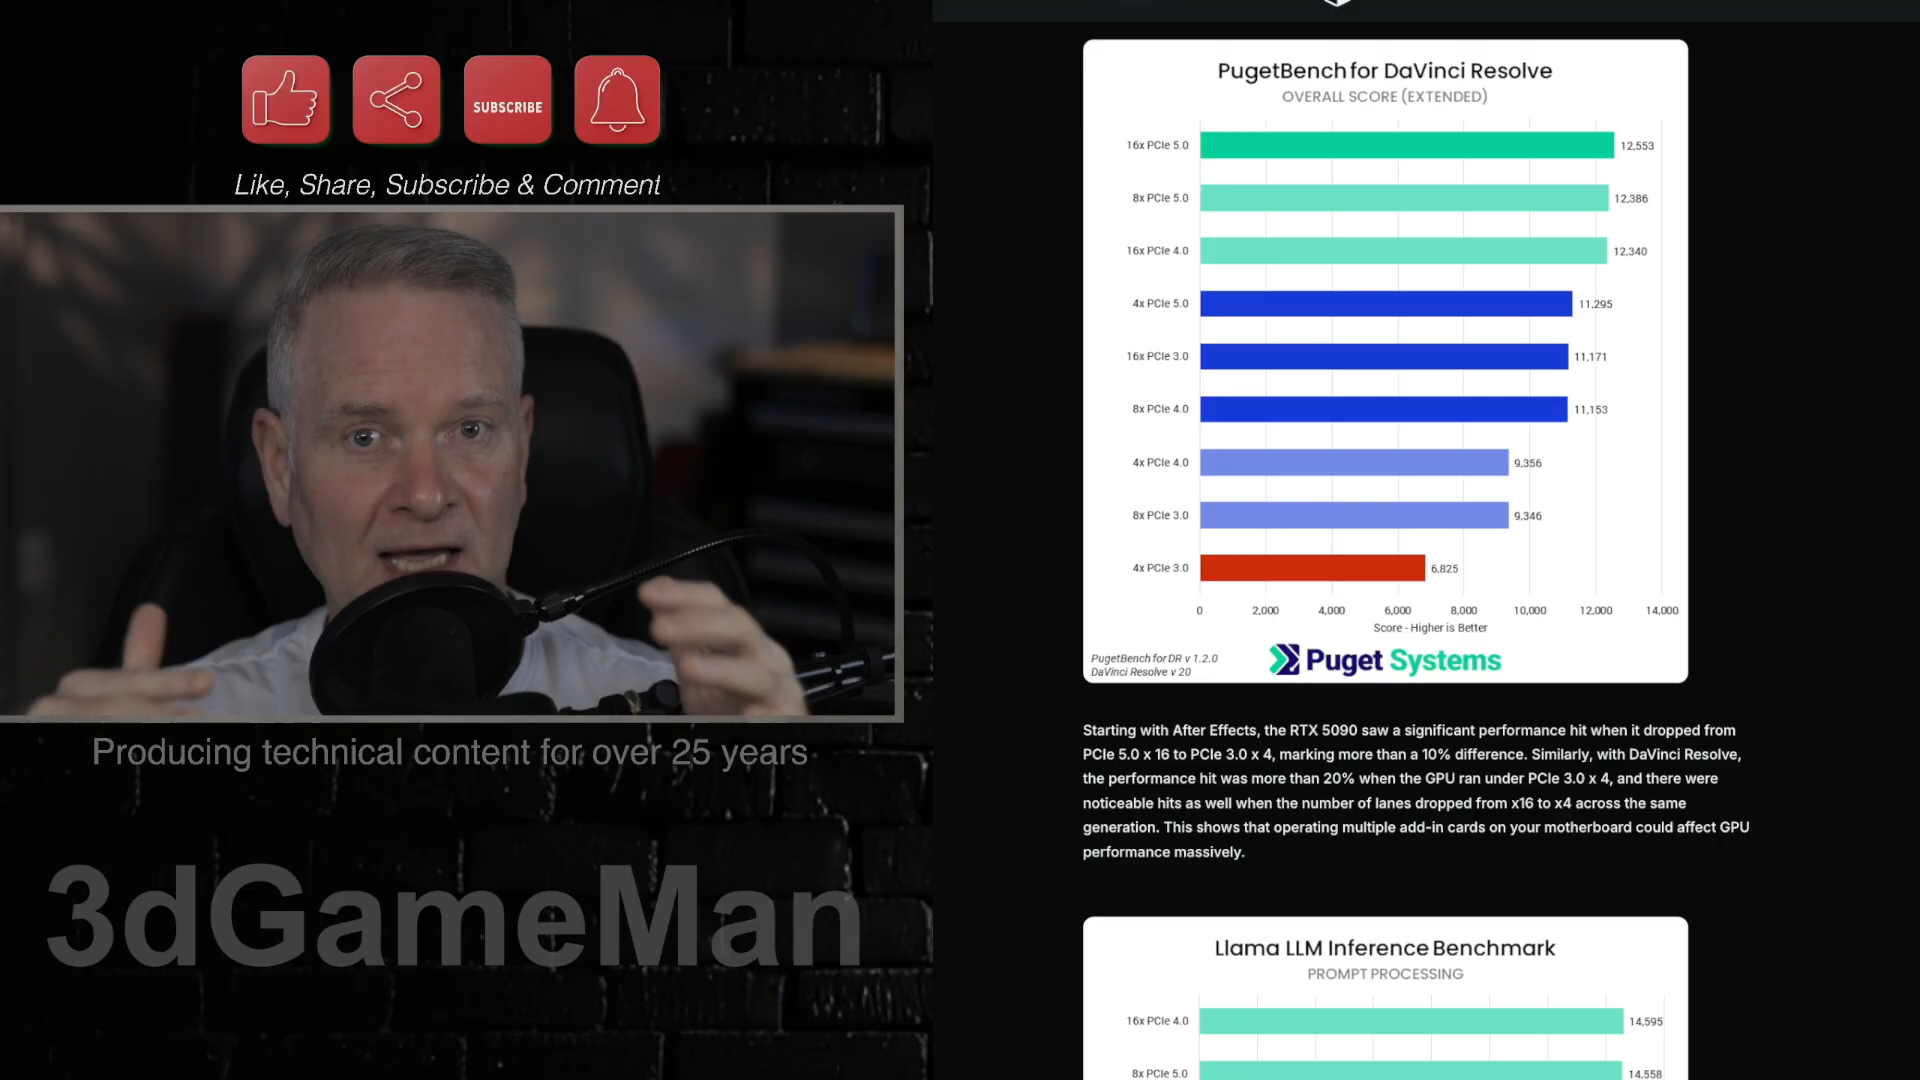 SUBSCRIBE
Like, Share, Subscribe & Comment
Producing technical content for over 25 years
3dGameMan
PugetBench for DaVinci Resolve
OVERALL SCORE (EXTENDED)
16x PCIe 5.0 12,553
8x PCIe 5.0 12,386
16x PCIe 4.0 12,340
4x PCIe 5.0 11,295
16x PCIe 3.0 11,171
8x PCIe 4.0 11,153
4x PCIe 4.0 9,356
8x PCIe 3.0 9,346
4x PCIe 3.0 6,825
0 2,000 4,000 6,000 8,000 10,000 12,000 14,000
Score - Higher is Better
PugetBench for DR v 1.2.0
DaVinci Resolve v 20
Puget Systems
Starting with After Effects, the RTX 5090 saw a significant performance hit when it dropped from
PCIe 5.0 x 16 to PCIe 3.0 x 4, marking more than a 10% difference. Similarly, with DaVinci Resolve,
the performance hit was more than 20% when the GPU ran under PCIe 3.0 x 4, and there were
noticeable hits as well when the number of lanes dropped from x16 to x4 across the same
generation. This shows that operating multiple add-in cards on your motherboard could affect GPU
performance massively.
Llama LLM Inference Benchmark
PROMPT PROCESSING
16x PCIe 4.0 14,595
8x PCIe 5.0 14,558